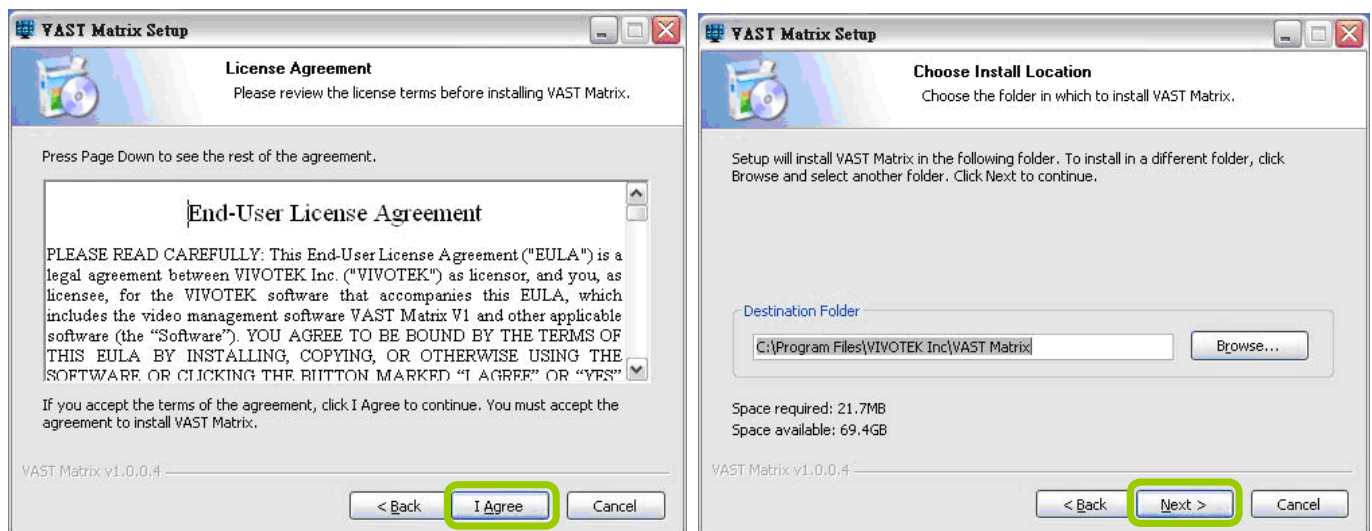 VAST Matrix Setup
License Agreement
Please review the license terms before installing VAST Matrix.
Press Page Down to see the rest of the agreement.
End-User License Agreement
PLEASE READ CAREFULLY: This End-User License Agreement ("EULA") is a
legal agreement between VIVOTEK Inc. ("VIVOTEK") as licensor, and you, as
licensee, for the VIVOTEK software that accompanies this EULA, which
includes the video management software VAST Matrix V1 and other applicable
software (the “Software”). YOU AGREE TO BE BOUND BY THE TERMS OF
THIS EULA BY INSTALLING, COPYING, OR OTHERWISE USING THE
SOFTWARE OR CLICKING THE BUTTON MARKED “I AGREE” OR “YES”
If you accept the terms of the agreement, click I Agree to continue. You must accept the
agreement to install VAST Matrix.
VAST Matrix v1.0.0.4
< Back
I Agree
Cancel
VAST Matrix Setup
Choose Install Location
Choose the folder in which to install VAST Matrix.
Setup will install VAST Matrix in the following folder. To install in a different folder, click
Browse and select another folder. Click Next to continue.
Destination Folder
C:\Program Files\VIVOTEK Inc\VAST Matrix
Browse...
Space required: 21.7MB
Space available: 69.4GB
VAST Matrix v1.0.0.4
< Back
Next >
Cancel